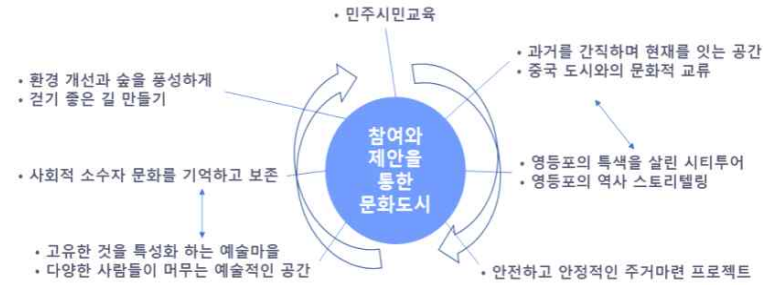 • 민주시민교육
• 과거를 간직하며 현재를 잇는 공간
• 중국 도시와의 문화적 교류
• 환경 개선과 숲을 풍성하게
• 걷기 좋은 길 만들기
참여와
제안을
통한
문화도시
• 영등포의 특색을 살린 시티투어
• 영등포의 역사 스토리텔링
• 사회적 소수자 문화를 기억하고 보존
• 고유한 것을 특성화 하는 예술마을
• 다양한 사람들이 머무는 예술적인 공간
• 안전하고 안정적인 주거마련 프로젝트